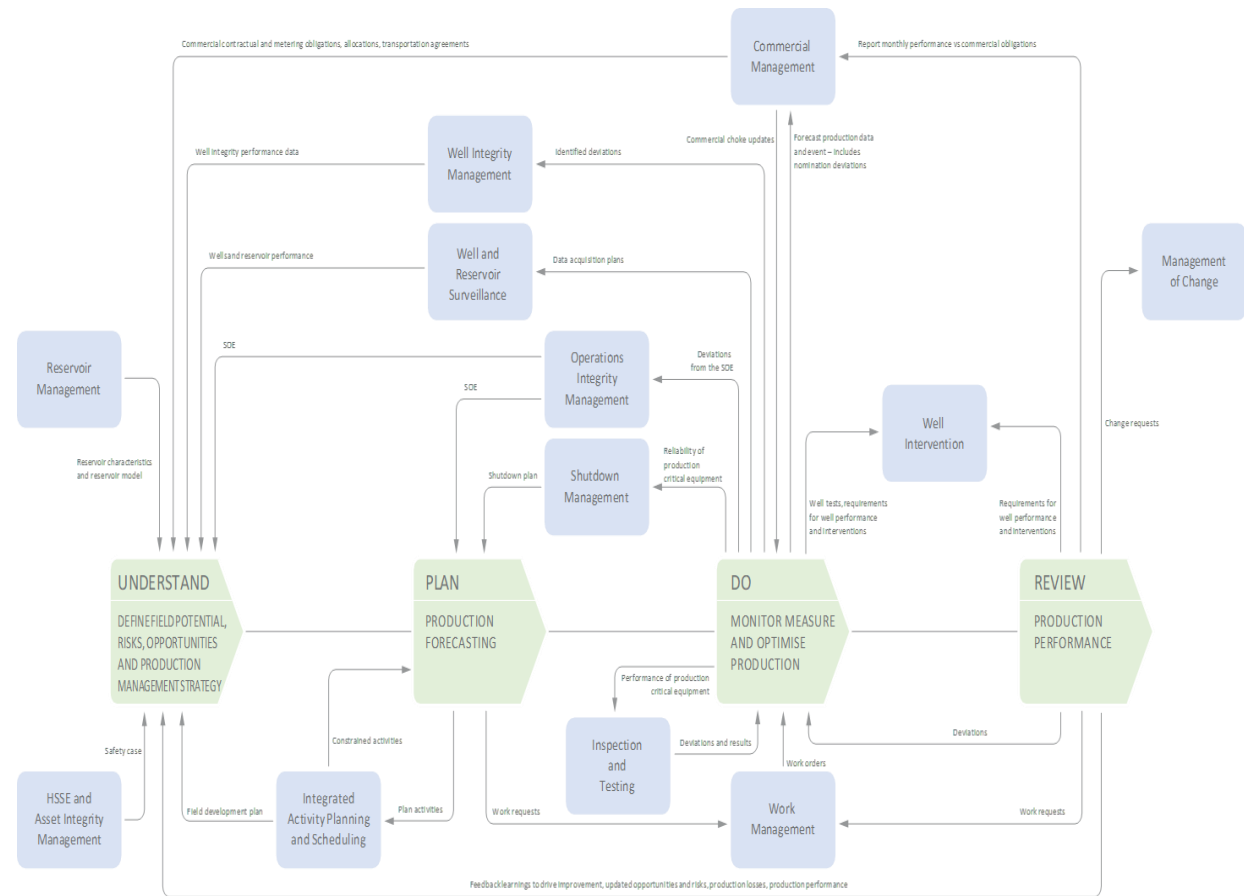 Commercial contractual and metering obligations, allocations, transportation agreements
Commercial
Management
Report monthly performance vs commercial obligations
Commercial choke updates
Forecast production data
and event – includes
nomination deviations
Well integrity performance data
Well Integrity
Management
Identified deviations
Wells and reservoir performance
Well and
Reservoir
Surveillance
Data acquisition plans
Management
of Change
Reservoir
Management
SOE
Operations
Integrity
Management
Deviations
from the SOE
SOE
Well
Intervention
Change requests
Reservoir characteristics
and reservoir model
Shutdown plan
Shutdown
Management
Reliability of
production
critical equipment
Well tests, requirements
for well performance
and interventions
Requirements for
well performance
and interventions
UNDERSTAND
DEFINE FIELD POTENTIAL,
RISKS, OPPORTUNITIES
AND PRODUCTION
MANAGEMENT STRATEGY
PLAN
PRODUCTION
FORECASTING
DO
MONITOR MEASURE
AND OPTIMISE
PRODUCTION
REVIEW
PRODUCTION
PERFORMANCE
Performance of production
critical equipment
Safety case
Constrained activities
Inspection
and
Testing
Deviations and results
Deviations
Work orders
HSSE and
Asset Integrity
Management
Field development plan
Integrated
Activity Planning
and Scheduling
Plan activities
Work requests
Work
Management
Work requests
Feedback learnings to drive improvement, updated opportunities and risks, production losses, production performance